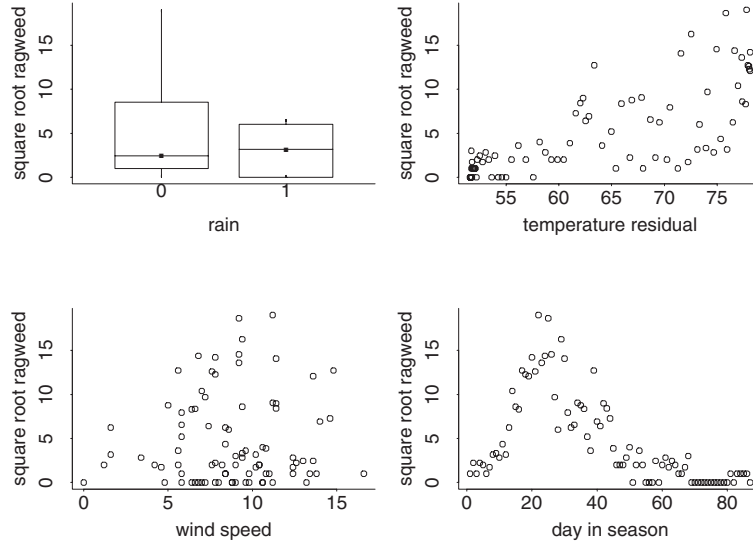 square root ragweed
15
10
5
0
0 1
rain
square root ragweed
15
10
5
0
55 60 65 70 75
temperature residual
square root ragweed
15
10
5
0
0 5 10 15
wind speed
square root ragweed
15
10
5
0
0 20 40 60 80
day in season